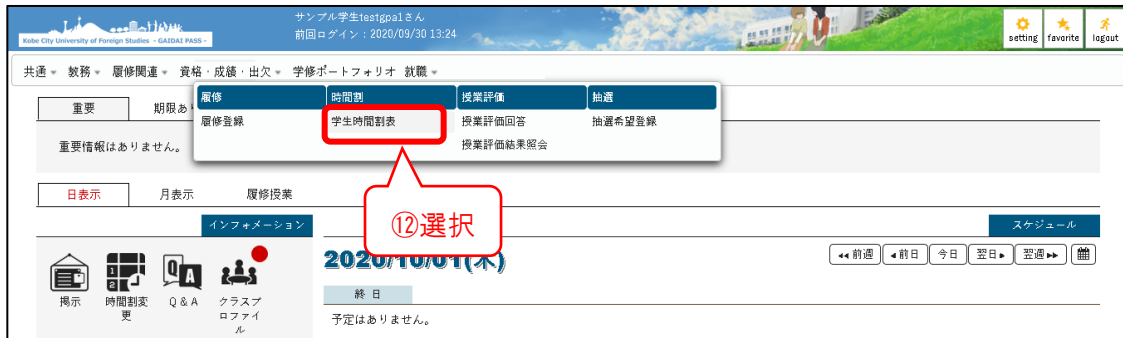 サンプル学生testgpa1さん
前回ログイン：2020/09/30 13:24
Kobe City University of Foreign Studies - GAIDAI PASS -
setting favorite logout
共通 教務 履修関連 資格・成績・出欠 学修ポートフォリオ 就職
重要 期限あ
履修 時間割 授業評価 抽選
履修登録 学生時間割表 授業評価回答 抽選希望登録
授業評価結果照会
重要情報はありません。
⑫選択
日表示 月表示 履修授業
インフォメーション
スケジュール
2020/10/01(木)
前週 前日 今日 翌日 翌週
掲示 時間割変更 Q & A クラスプロファイル
終日
予定はありません。